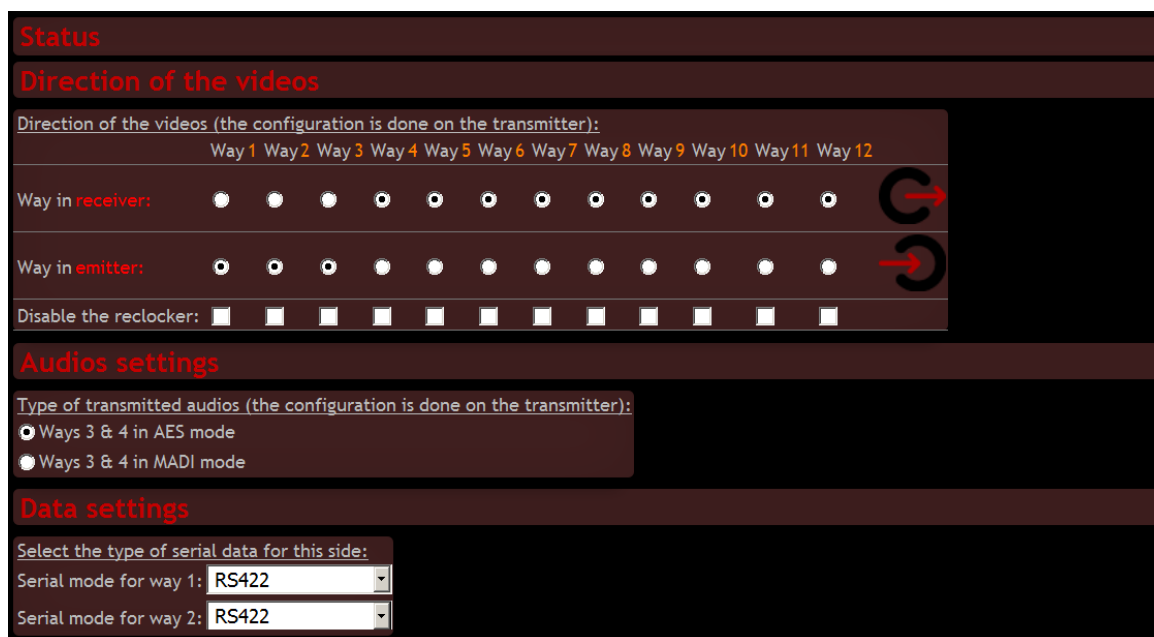 Status
Direction of the videos
Direction of the videos (the configuration is done on the transmitter):
Way 1 Way 2 Way 3 Way 4 Way 5 Way 6 Way 7 Way 8 Way 9 Way 10 Way 11 Way 12
Way in receiver:
Way in emitter:
Disable the reclocker:
Audios settings
Type of transmitted audios (the configuration is done on the transmitter):
Ways 3 & 4 in AES mode
Ways 3 & 4 in MADI mode
Data settings
Select the type of serial data for this side:
Serial mode for way 1: RS422
Serial mode for way 2: RS422